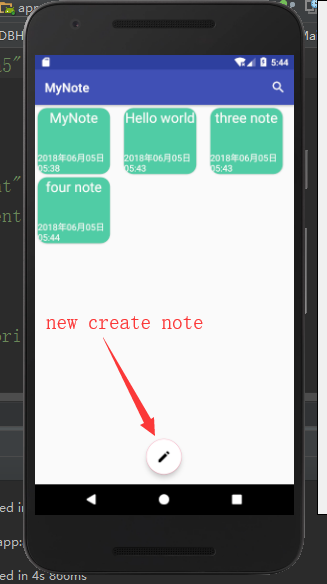 app
DBH
Ma
5"
5:44
MyNote
MyNote
Hello world
three note
2018年06月05日
05:38
2018年06月05日
05:43
2018年06月05日
05:43
four note
2018年06月05日
05:44
t"
ent
new create note
ori
ed in
app:
ed in 4s 866ms